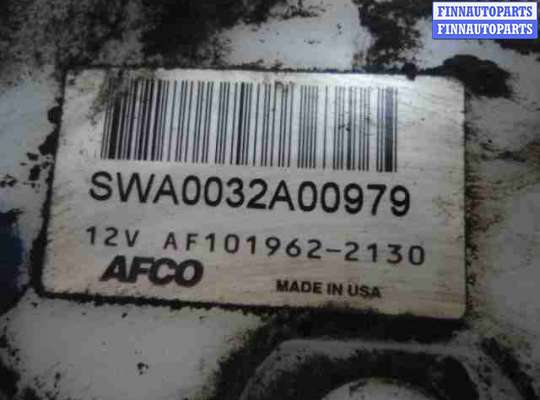 FINNAUTOPARTS
FINNAUTOPARTS
SWA0032A00979
12V AF101962-2130
AFCO
MADE IN USA